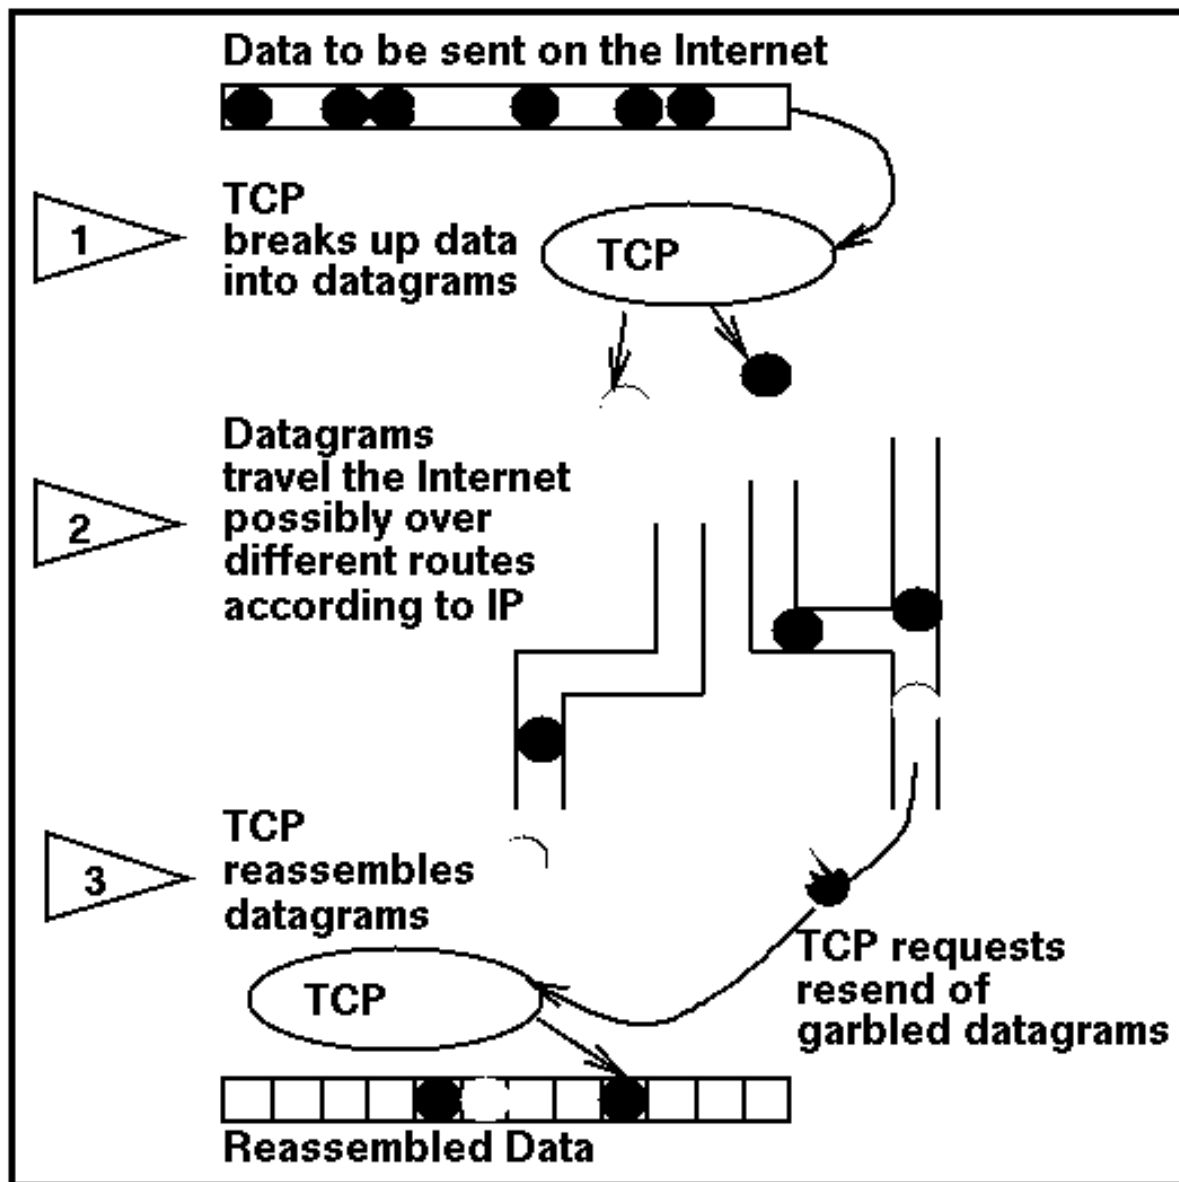 Data to be sent on the Internet
1
TCP
breaks up data
into datagrams
TCP
2
Datagrams
travel the Internet
possibly over
different routes
according to IP
3
TCP
reassembles
datagrams
TCP
TCP requests
resend of
garbled datagrams
Reassembled Data